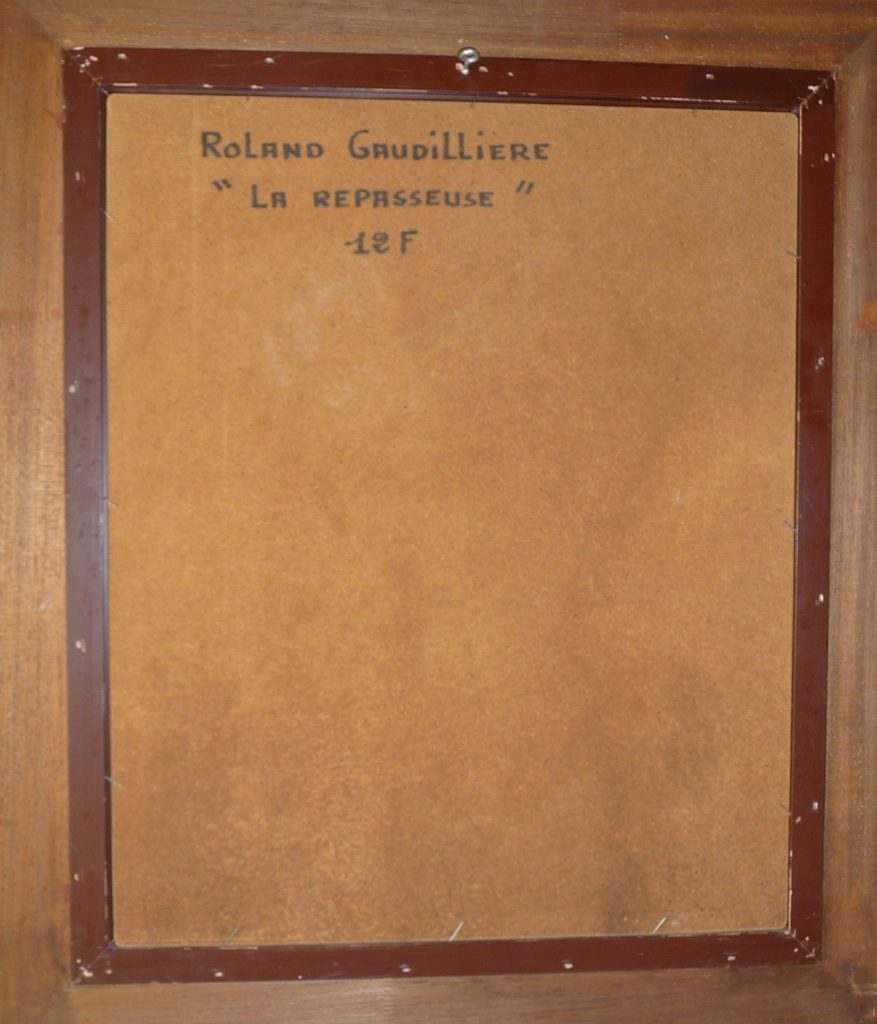 ROLAND GAUDiLLiERE
" LA REPASSEUSE "
12 F